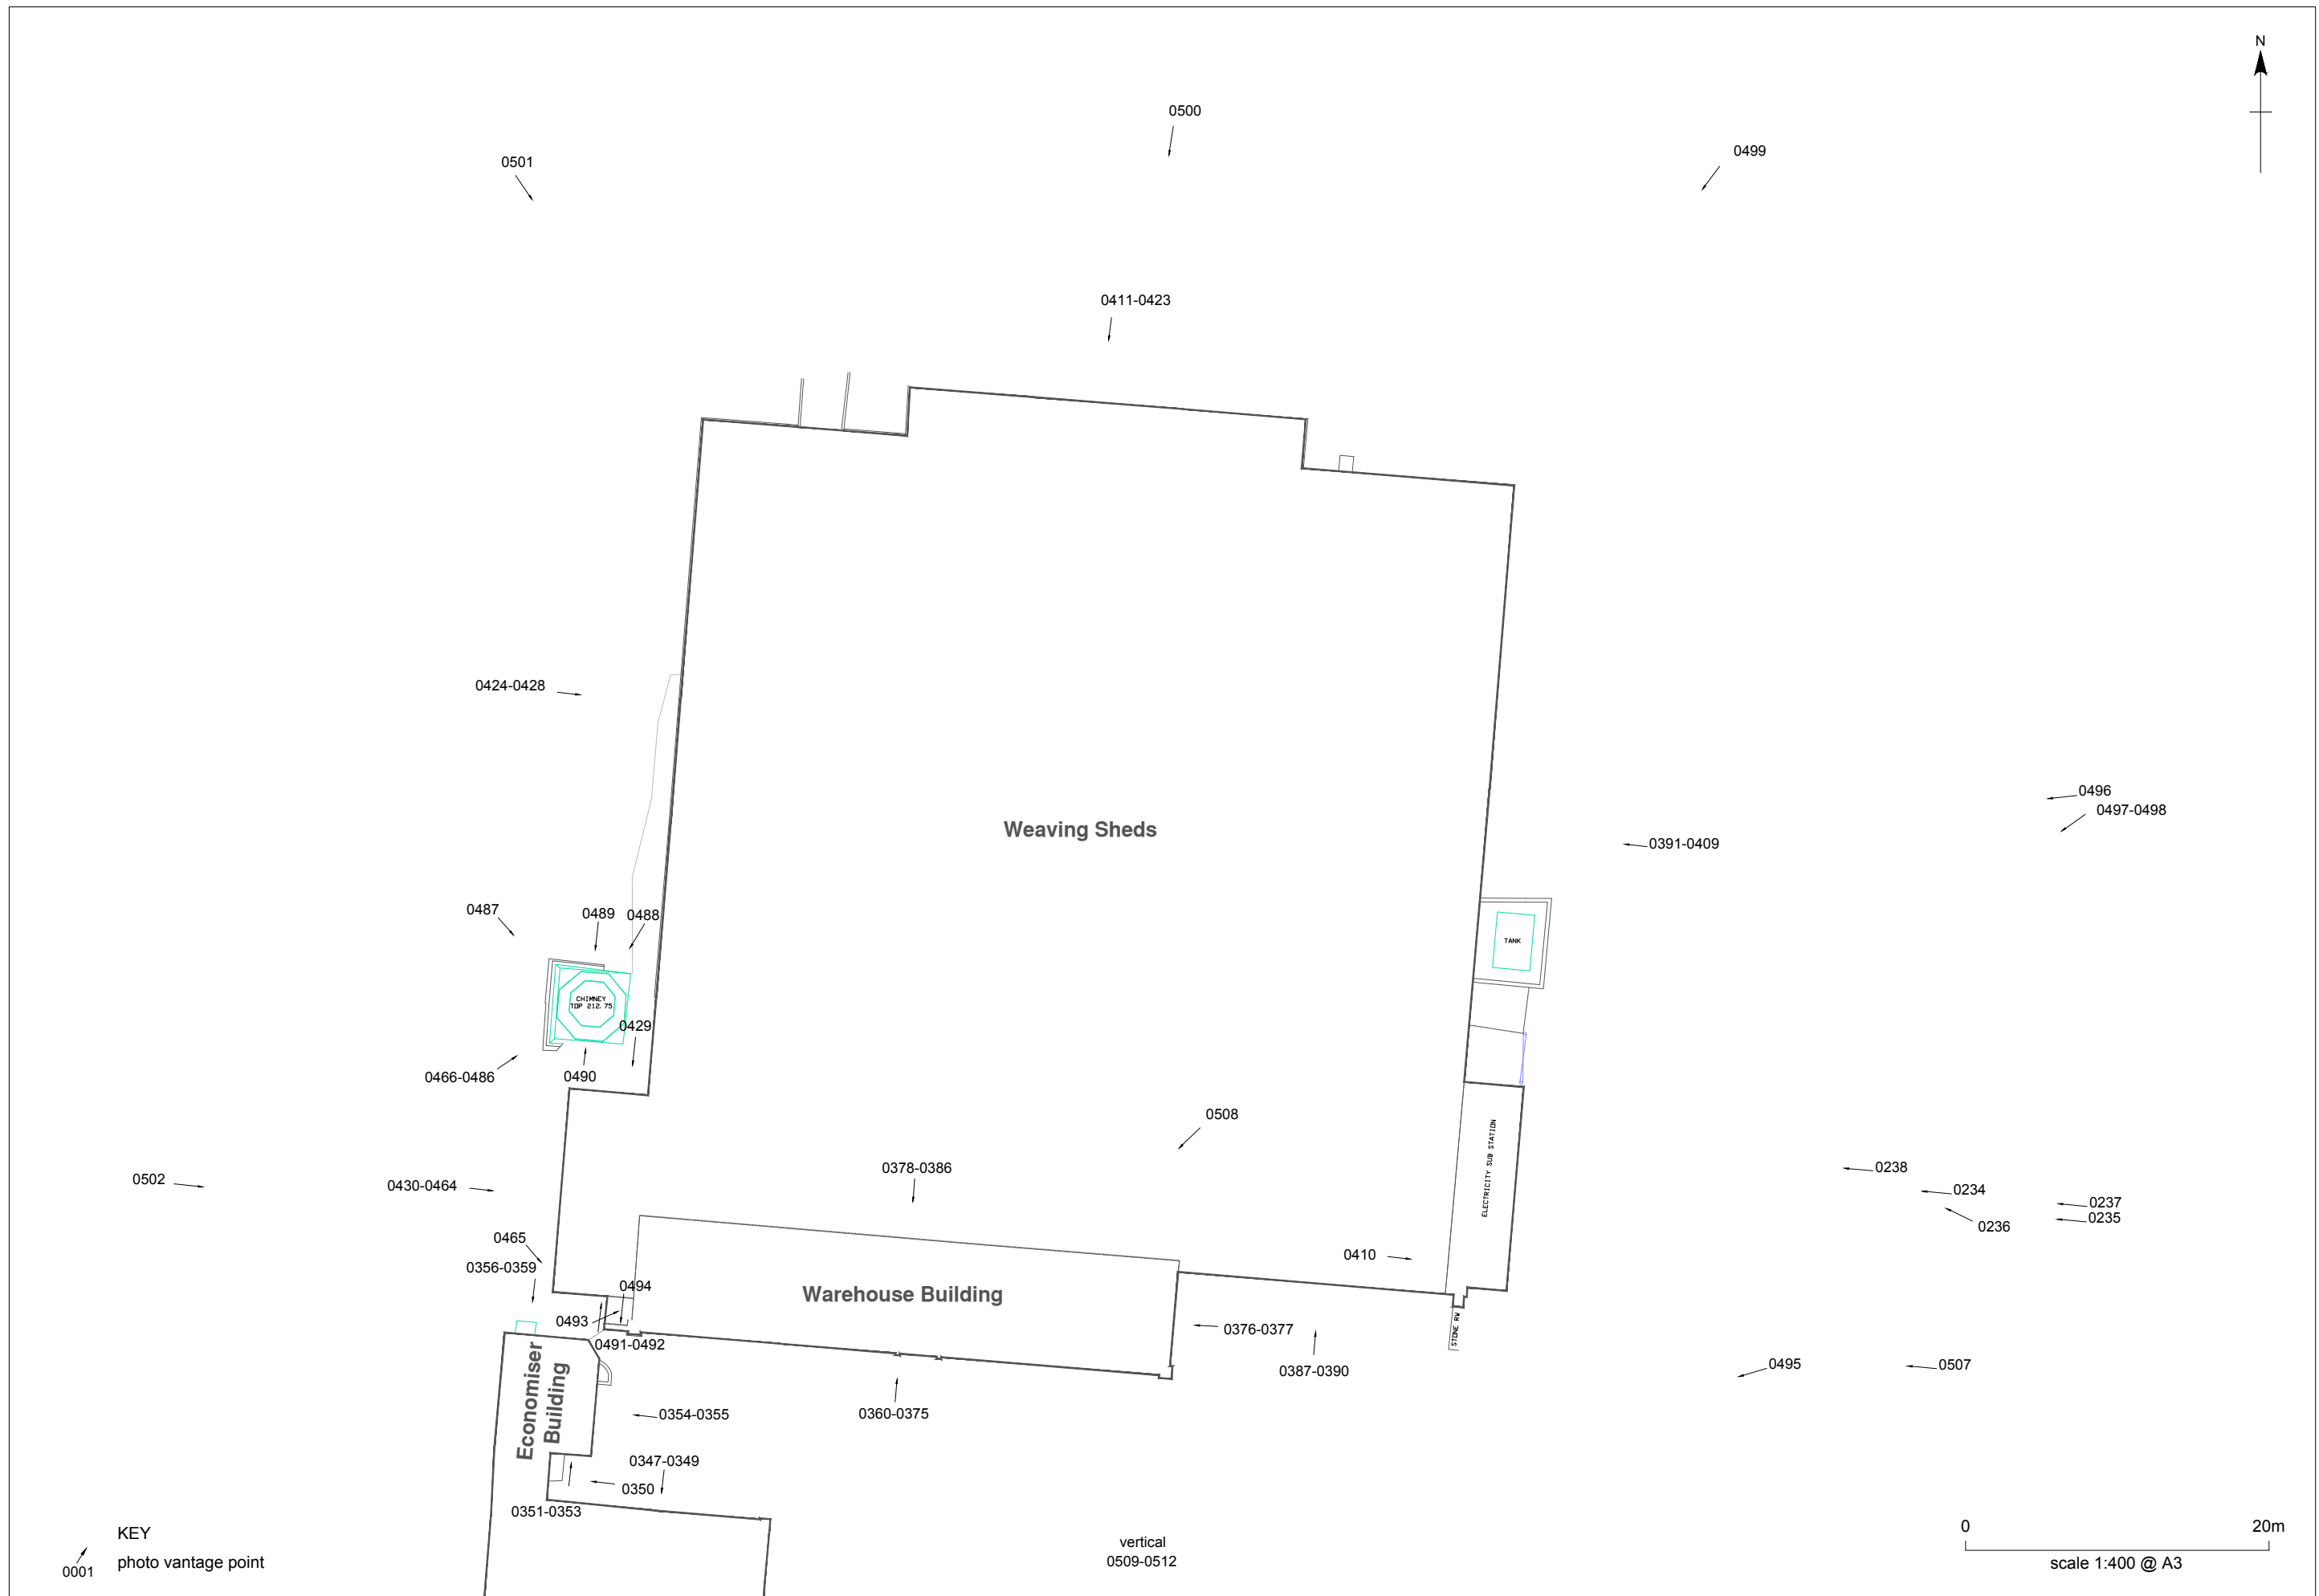 N
0500
0499
0501
0411-0423
0424-0428
0496
0497-0498
Weaving Sheds
0391-0409
0487
0489
0488
TANK
CHIMNEY
TOP 212.75
0429
0466-0486
0490
0508
ELECTRICITY SUB STATION
0378-0386
0238
0502
0430-0464
0234
0237
0235
0236
0465
0410
0356-0359
0494
Warehouse Building
0493
0376-0377
STONE RW
0491-0492
0387-0390
0495
0507
Economiser
Building
0354-0355
0360-0375
0347-0349
0350
0351-0353
KEY
photo vantage point
0001
vertical
0509-0512
0 20m
scale 1:400 @ A3